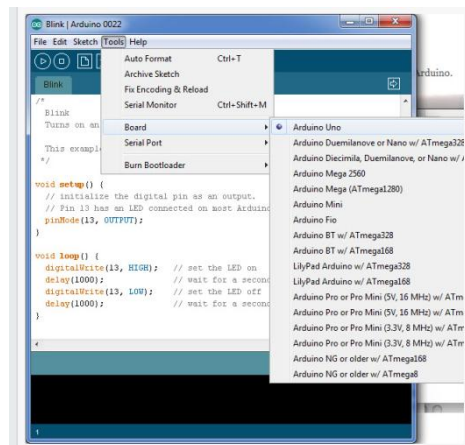 Blink | Arduino 0022
File Edit Sketch Tools Help
Arduino.
Blink
Auto Format Ctrl+T
Archive Sketch
Fix Encoding & Reload
Serial Monitor Ctrl+Shift+M
Board
Serial Port
Burn Bootloader
Arduino Uno
Arduino Duemilanove or Nano w/ ATmega328
Arduino Diecimila, Duemilanove, or Nano w/ A
Arduino Mega 2560
Arduino Mega (ATmega1280)
Arduino Mini
Arduino Fio
Arduino BT w/ ATmega328
Arduino BT w/ ATmega168
LilyPad Arduino w/ ATmega328
LilyPad Arduino w/ ATmega168
Arduino Pro or Pro Mini (5V, 16 MHz) w/ ATm
Arduino Pro or Pro Mini (5V, 16 MHz) w/ ATm
Arduino Pro or Pro Mini (3.3V, 8 MHz) w/ ATm
Arduino Pro or Pro Mini (3.3V, 8 MHz) w/ ATm
Arduino NG or older w/ ATmega168
Arduino NG or older w/ ATmega8
/*
Blink
Turns on an
This exampl
*/
void setup() {
// initialize the digital pin as an output.
// Pin 13 has an LED connected on most Arduino
pinMode(13, OUTPUT);
}
void loop() {
digitalWrite(13, HIGH); // set the LED on
delay(1000); // wait for a second
digitalWrite(13, LOW); // set the LED off
delay(1000); // wait for a second
}
1